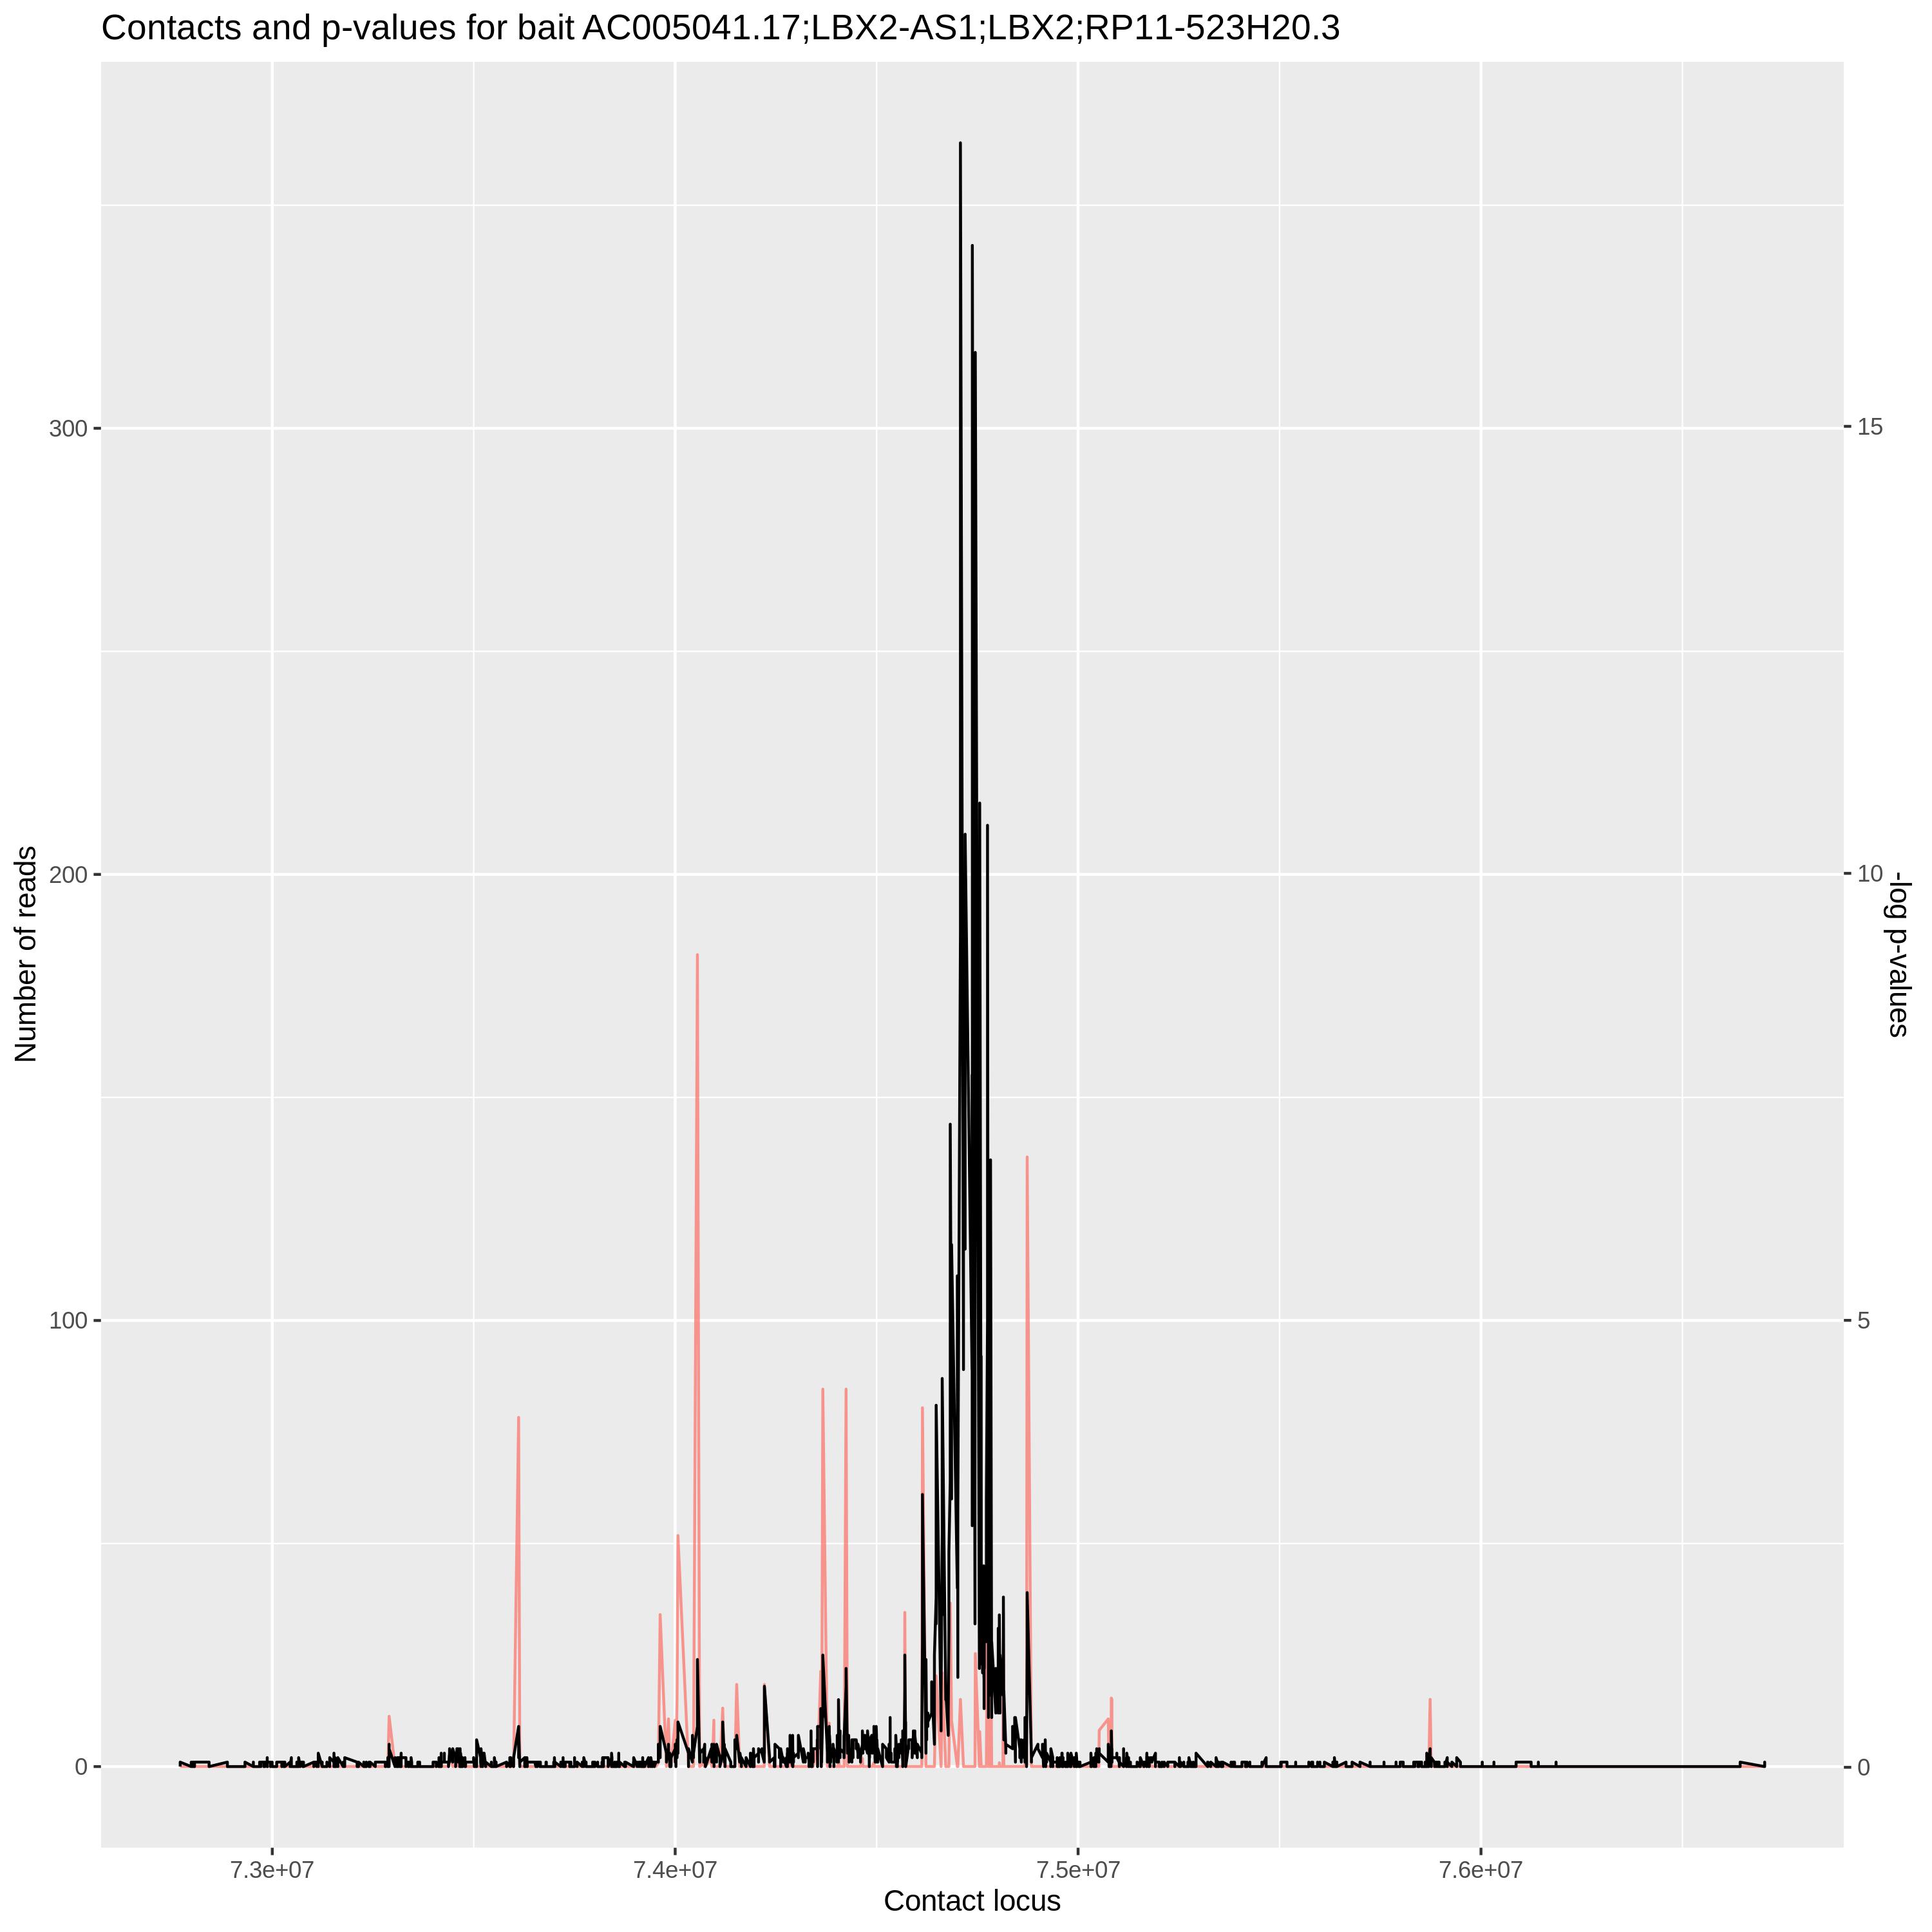 Contacts and p-values for bait AC005041.17;LBX2-AS1;LBX2;RP11-523H20.3
Number of reads
300
200
100
0
15
10
5
0
-log p-values
7.3e+07
7.4e+07
7.5e+07
7.6e+07
Contact locus